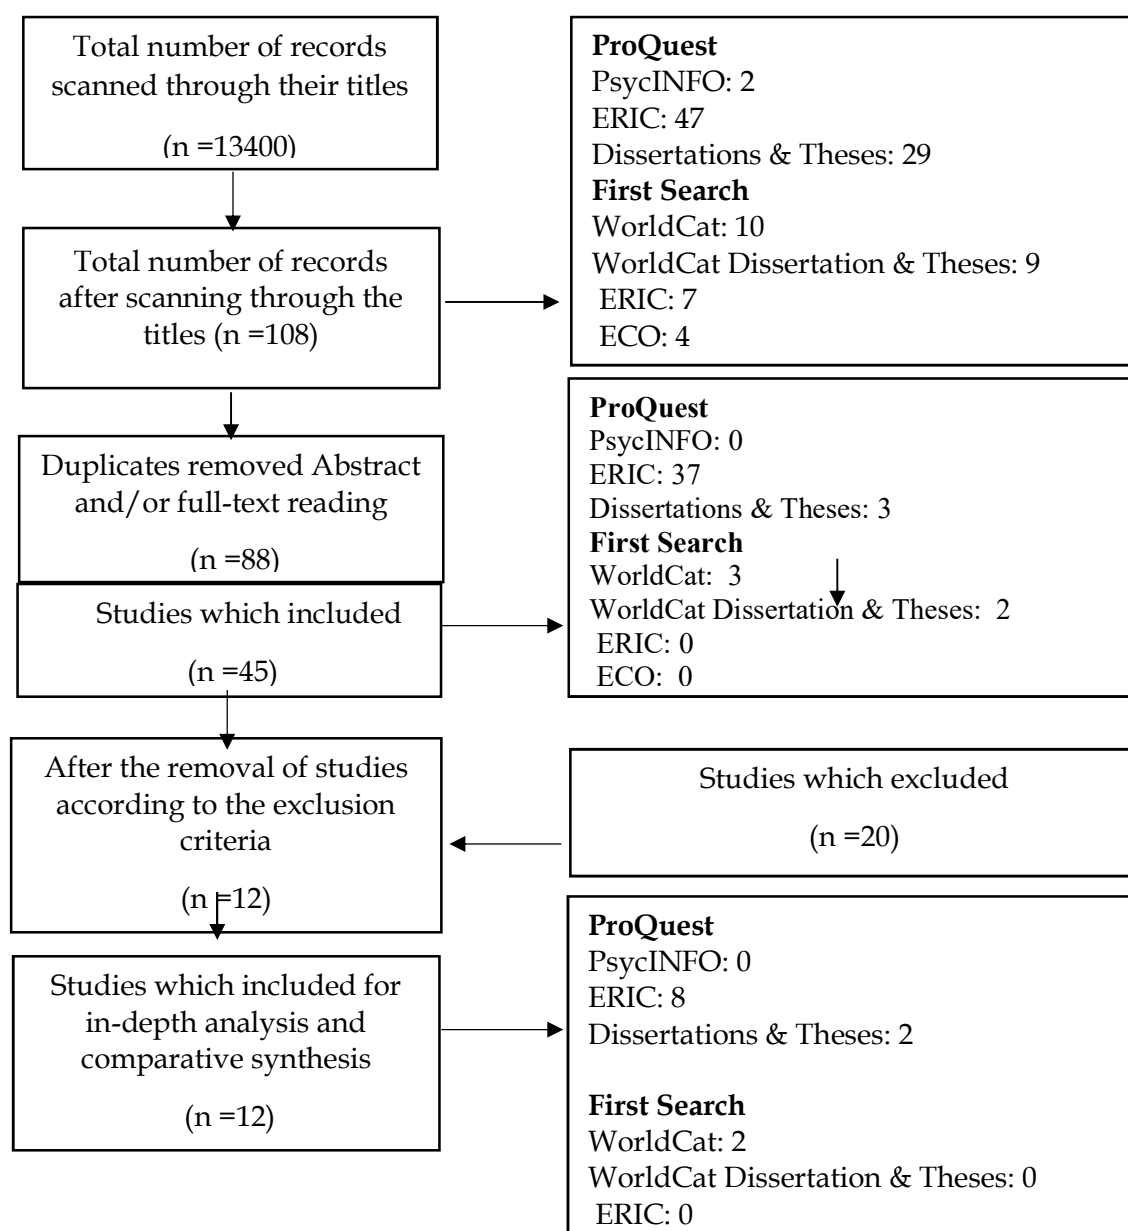 Total number of records
scanned through their titles
(n =13400)
ProQuest
PsycINFO: 2
ERIC: 47
Dissertations & Theses: 29
First Search
WorldCat: 10
WorldCat Dissertation & Theses: 9
ERIC: 7
ECO: 4
Total number of records
after scanning through the
titles (n =108)
Duplicates removed Abstract
and/or full-text reading
(n =88)
Studies which included
(n =45)
ProQuest
PsycINFO: 0
ERIC: 37
Dissertations & Theses: 3
First Search
WorldCat: 3
WorldCat Dissertation & Theses: 2
ERIC: 0
ECO: 0
After the removal of studies
according to the exclusion
criteria
(n =12)
Studies which excluded
(n =20)
Studies which included for
in-depth analysis and
comparative synthesis
(n =12)
ProQuest
PsycINFO: 0
ERIC: 8
Dissertations & Theses: 2
First Search
WorldCat: 2
WorldCat Dissertation & Theses: 0
ERIC: 0